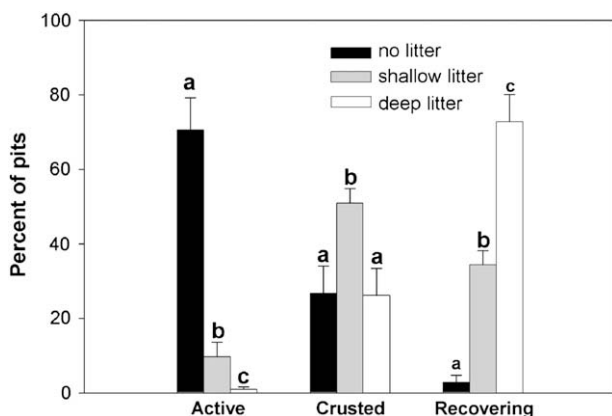 100
80
60
40
20
0
Percent of pits
no litter
shallow litter
deep litter
a
b
c
a
b
a
a
b
c
Active
Crusted
Recovering